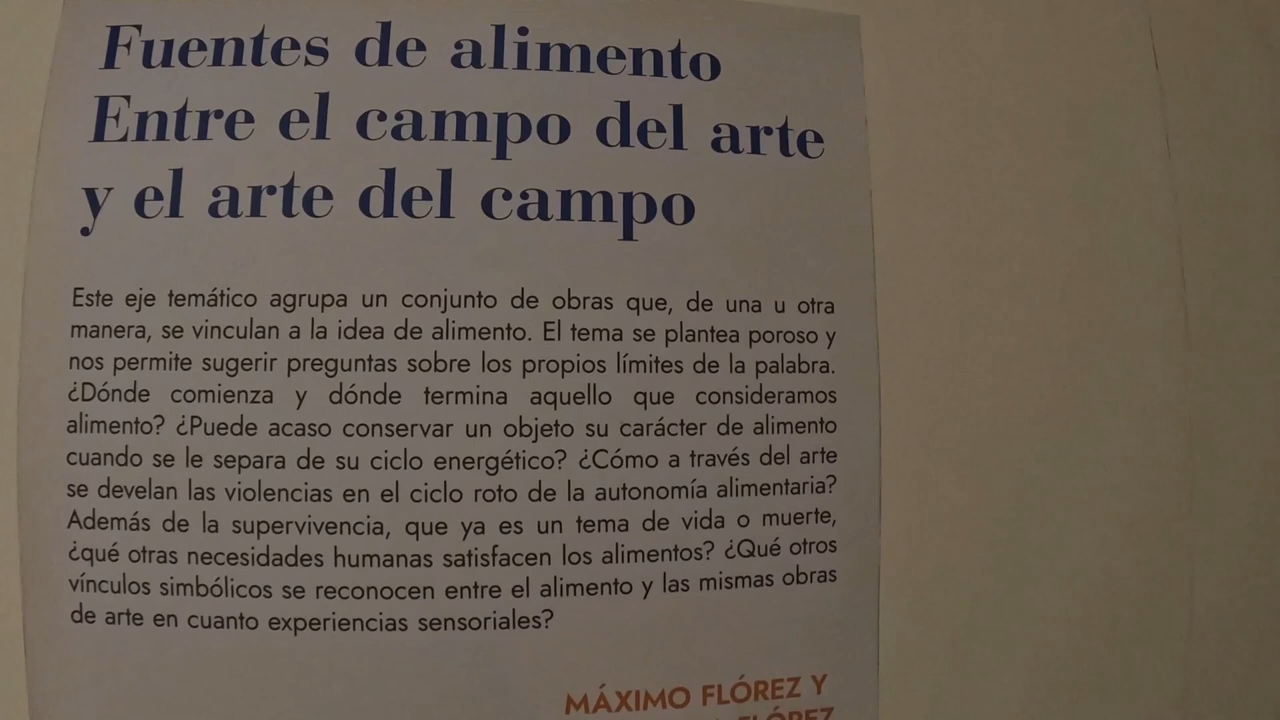 Fuentes de alimento
Entre el campo del arte
y el arte del campo
Este eje temático agrupa un conjunto de obras que, de una u otra
manera, se vinculan a la idea de alimento. El tema se plantea poroso y
nos permite sugerir preguntas sobre los propios límites de la palabra.
¿Dónde comienza y dónde termina aquello que consideramos
alimento? ¿Puede acaso conservar un objeto su carácter de alimento
cuando se le separa de su ciclo energético? ¿Cómo a través del arte
se develan las violencias en el ciclo roto de la autonomía alimentaria?
Además de la supervivencia, que ya es un tema de vida o muerte,
¿qué otras necesidades humanas satisfacen los alimentos? ¿Qué otros
vínculos simbólicos se reconocen entre el alimento y las mismas obras
de arte en cuanto experiencias sensoriales?
MÁXIMO FLÓREZ Y
FLÓREZ